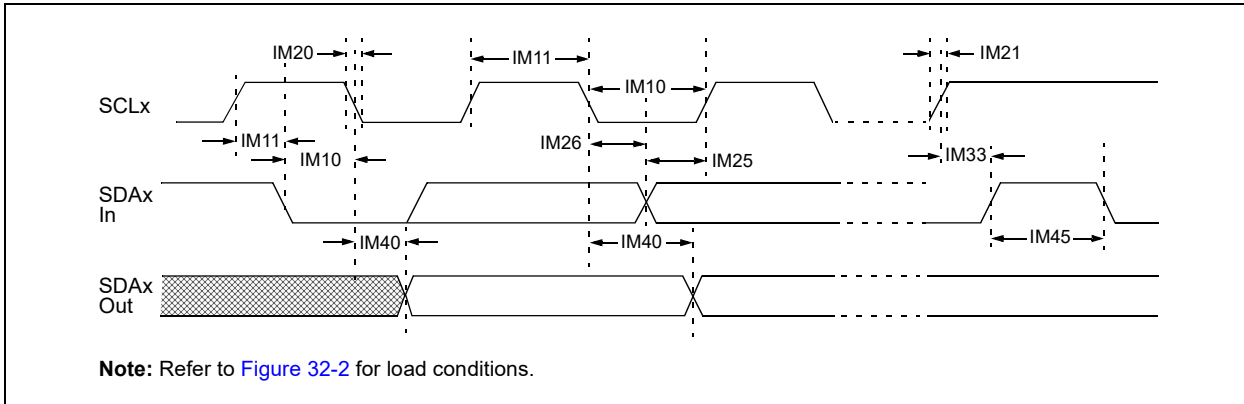 IM20
IM11
IM21
IM10
SCLx
IM11
IM26
IM10
IM25
IM33
SDAx
In
IM40
IM40
IM45
SDAx
Out
Note: Refer to Figure 32-2 for load conditions.